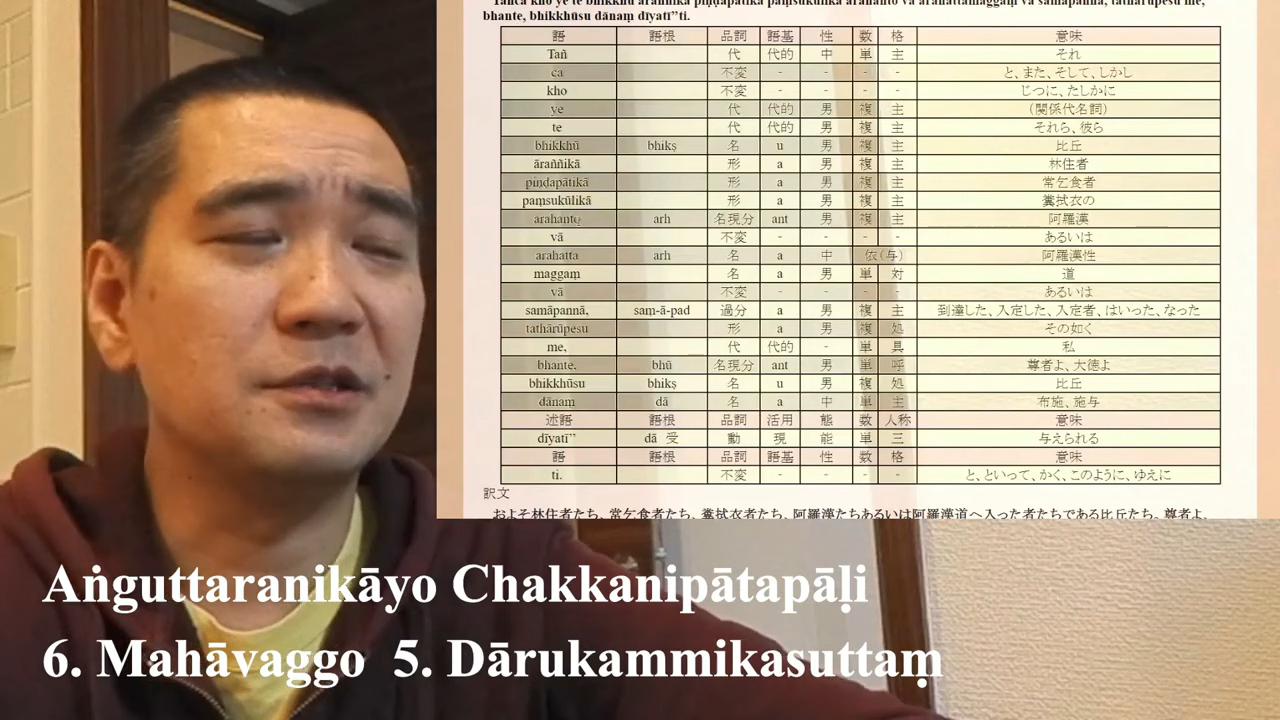 Tañca kho ye te bhikkhū āraññikā piṇḍapātikā paṃsukūlikā arahanto vā arahattamaggaṃ vā samāpannā, tathārūpesu me,
bhante, bhikkhūsu dānaṃ dīyatī”ti.
語 語根 品詞 語基 性 数 格 意味
Tañ 代 代的 中 単 主 それ
ca 不変 - - - - と、また、そして、しかし
kho 不変 - - - - じつに、たしかに
ye 代 代的 男 複 主 (関係代名詞)
te 代 代的 男 複 主 それら、彼ら
bhikkhū bhikṣ 名 u 男 複 主 比丘
āraññikā 形 a 男 複 主 林住者
piṇḍapātikā 形 a 男 複 主 常乞食者
paṃsukūlikā 形 a 男 複 主 糞拭衣の
arahanto arh 名現分 ant 男 複 主 阿羅漢
vā 不変 - - - - あるいは
arahatta arh 名 a 中 依(与) 阿羅漢性
maggaṃ 名 a 男 単 対 道
vā 不変 - - - - あるいは
samāpannā, saṃ-ā-pad 過分 a 男 複 主 到達した、入定した、入定者、はいった、なった
tathārūpesu 形 a 男 複 処 その如く
me, 代 代的 - 単 具 私
bhante, bhū 名現分 ant 男 単 呼 尊者よ、大徳よ
bhikkhūsu bhikṣ 名 u 男 複 処 比丘
dānaṃ dā 名 a 中 単 主 布施、施与
述語 語根 品詞 活用 態 数 人称 意味
dīyatī” dā 受 動 現 能 単 三 与えられる
語 語根 品詞 語基 性 数 格 意味
ti. 不変 - - - - と、といって、かく、このように、ゆえに
訳文
およそ林住者たち、常乞食者たち、糞拭衣者たち、阿羅漢たちあるいは阿羅漢道へ入った者たちである比丘たち。尊者よ、
Aṅguttaranikāyo Chakkanipātapāḷi
6. Mahāvaggo 5. Dārukammikasuttaṃ